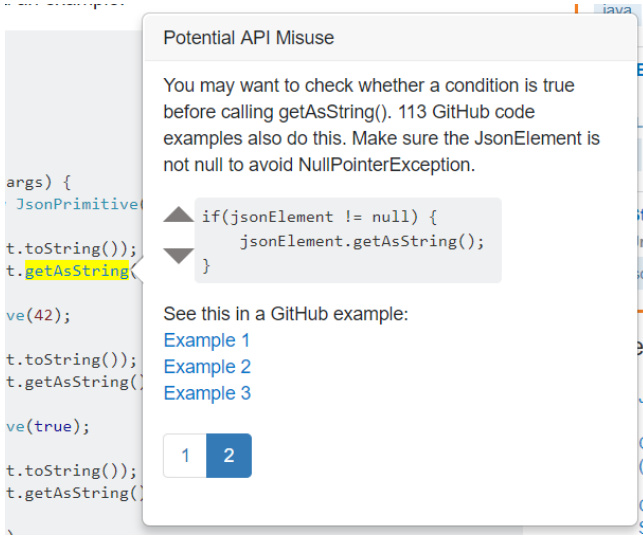 an example:
java
Potential API Misuse
You may want to check whether a condition is true
before calling getAsString(). 113 GitHub code
examples also do this. Make sure the JsonElement is
not null to avoid NullPointerException.
args) {
JsonPrimitive(
if(jsonElement != null) {
jsonElement.getAsString();
}
t.toString());
t.getAsString(
ve(42);
See this in a GitHub example:
Example 1
Example 2
Example 3
t.toString());
t.getAsString()
ve(true);
1 2
t.toString());
t.getAsString()